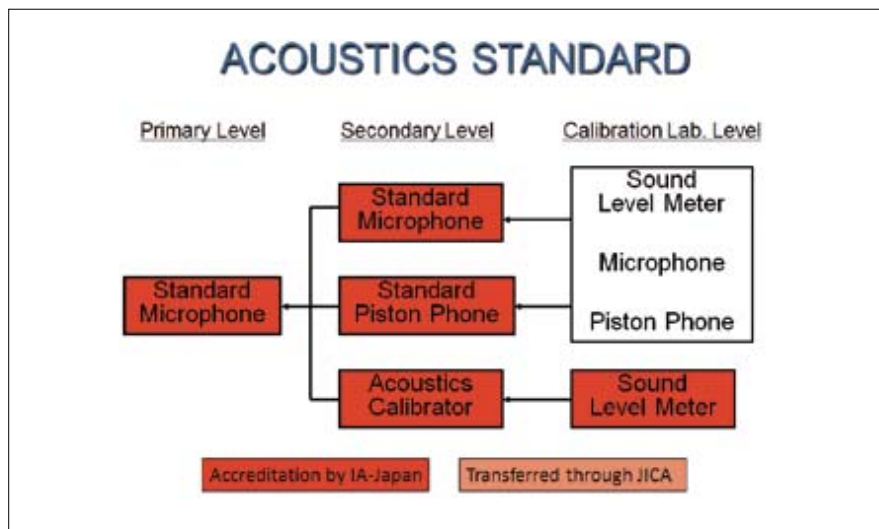 ACOUSTICS STANDARD
Primary Level
Secondary Level
Calibration Lab. Level
Standard
Microphone
Standard
Microphone
Standard
Piston Phone
Acoustics
Calibrator
Sound
Level Meter
Microphone
Piston Phone
Sound
Level Meter
Accreditation by IA-Japan
Transferred through JICA